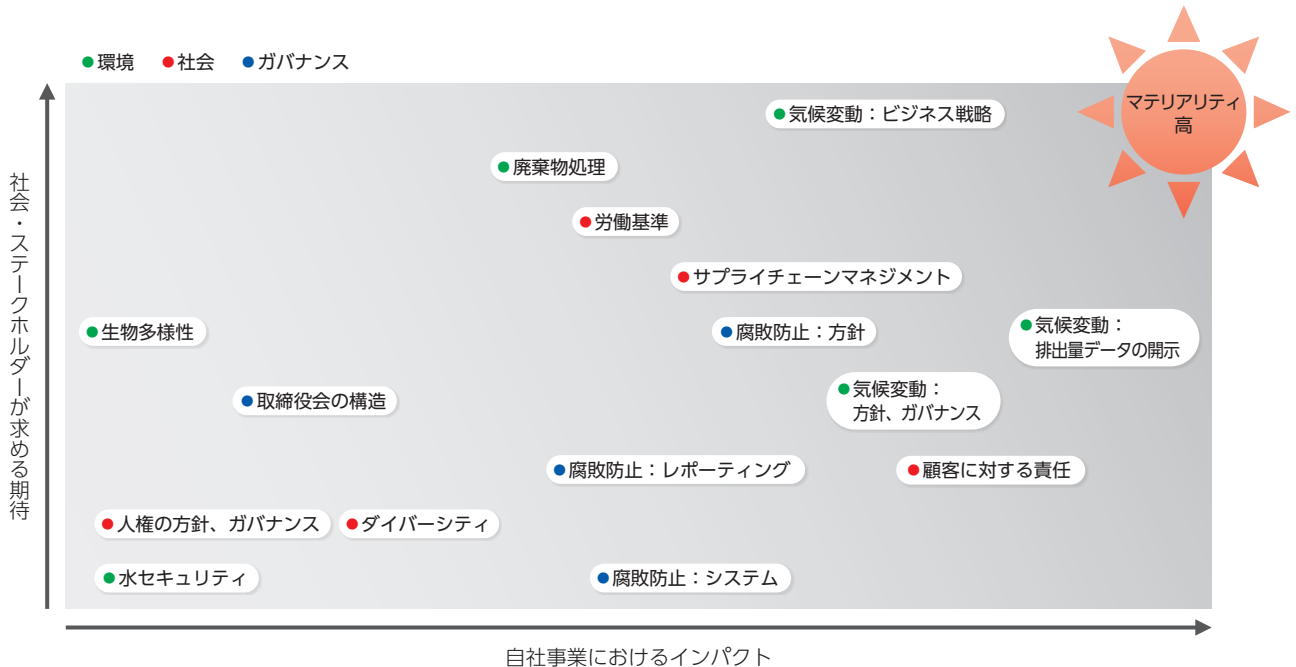 環境 社会 ガバナンス
マテリアリティ
高
気候変動：ビジネス戦略
廃棄物処理
労働基準
サプライチェーンマネジメント
生物多様性
腐敗防止：方針
気候変動：
排出量データの開示
取締役会の構造
気候変動：
方針、ガバナンス
腐敗防止：レポーティング
顧客に対する責任
人権の方針、ガバナンス
ダイバーシティ
水セキュリティ
腐敗防止：システム
社会・ステークホルダーが求める期待
自社事業におけるインパクト